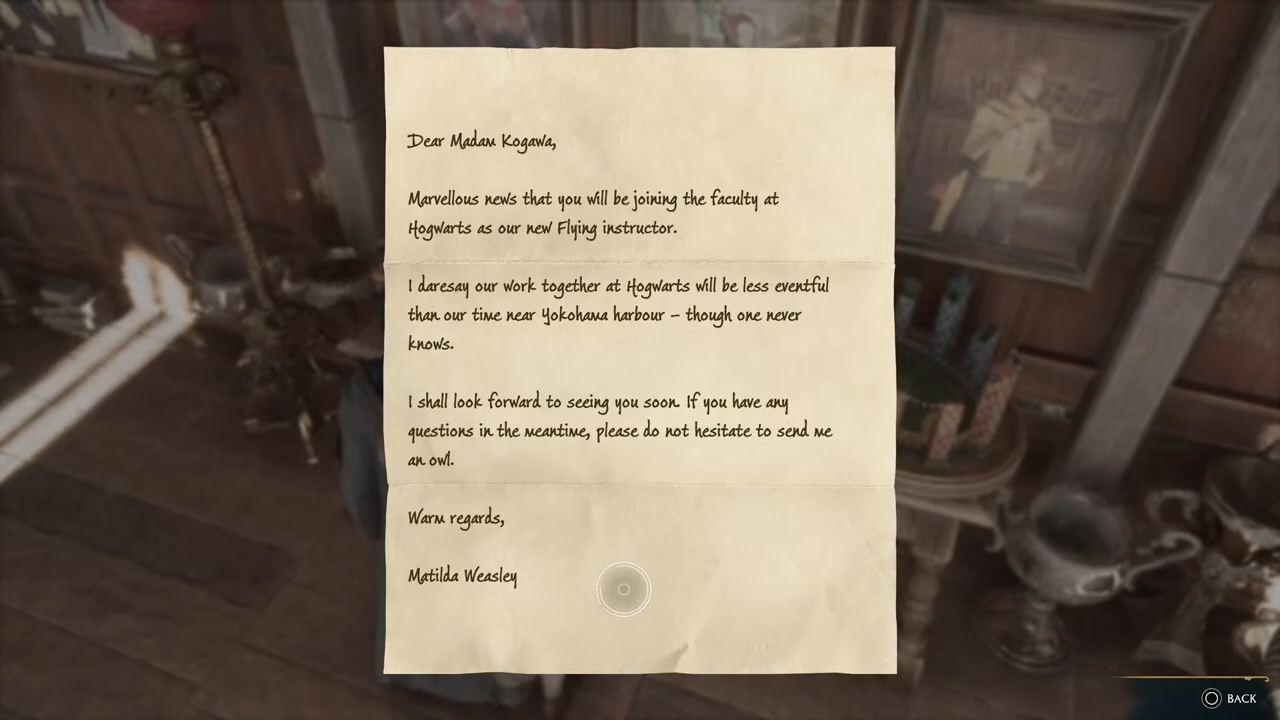 Dear Madam Kogawa,
Marvellous news that you will be joining the faculty at
Hogwarts as our new Flying instructor.
I daresay our work together at Hogwarts will be less eventful
than our time near Yokohama harbour – though one never
knows.
I shall look forward to seeing you soon. If you have any
questions in the meantime, please do not hesitate to send me
an owl.
Warm regards,
Matilda Weasley
BACK